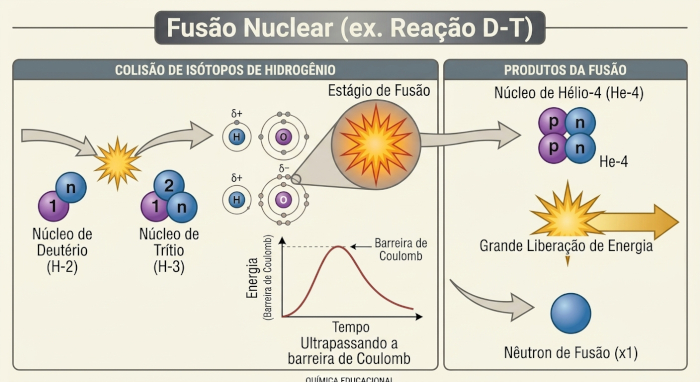 Fusão Nuclear (ex. Reação D-T)
COLISÃO DE ISÓTOPOS DE HIDROGÊNIO
Estágio de Fusão
δ+
H
O
δ-
δ+
H
O
n
1
2
1
n
Núcleo de
Deutério
(H-2)
Núcleo de
Trítio
(H-3)
Energia
(Barreira de Coulomb)
Barreira de
Coulomb
Tempo
Ultrapassando a
barreira de Coulomb
PRODUTOS DA FUSÃO
Núcleo de Hélio-4 (He-4)
p
n
p
n
He-4
Grande Liberação de Energia
Nêutron de Fusão (x1)
QUÍMICA EDUCACIONAL